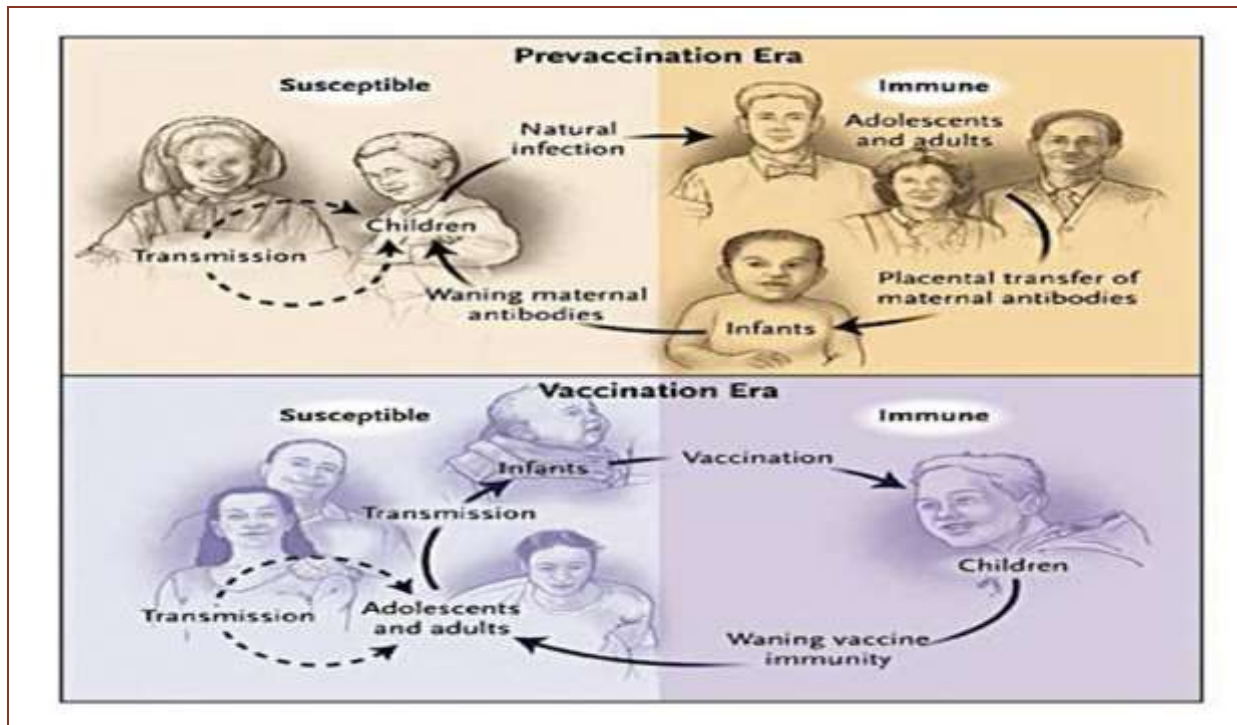 Prevaccination Era
Susceptible
Immune
Natural
infection
Adolescents
and adults
Children
Transmission
Waning maternal
antibodies
Placental transfer of
maternal antibodies
Infants
Vaccination Era
Susceptible
Immune
Infants
Vaccination
Transmission
Children
Transmission
Adolescents
and adults
Waning vaccine
immunity